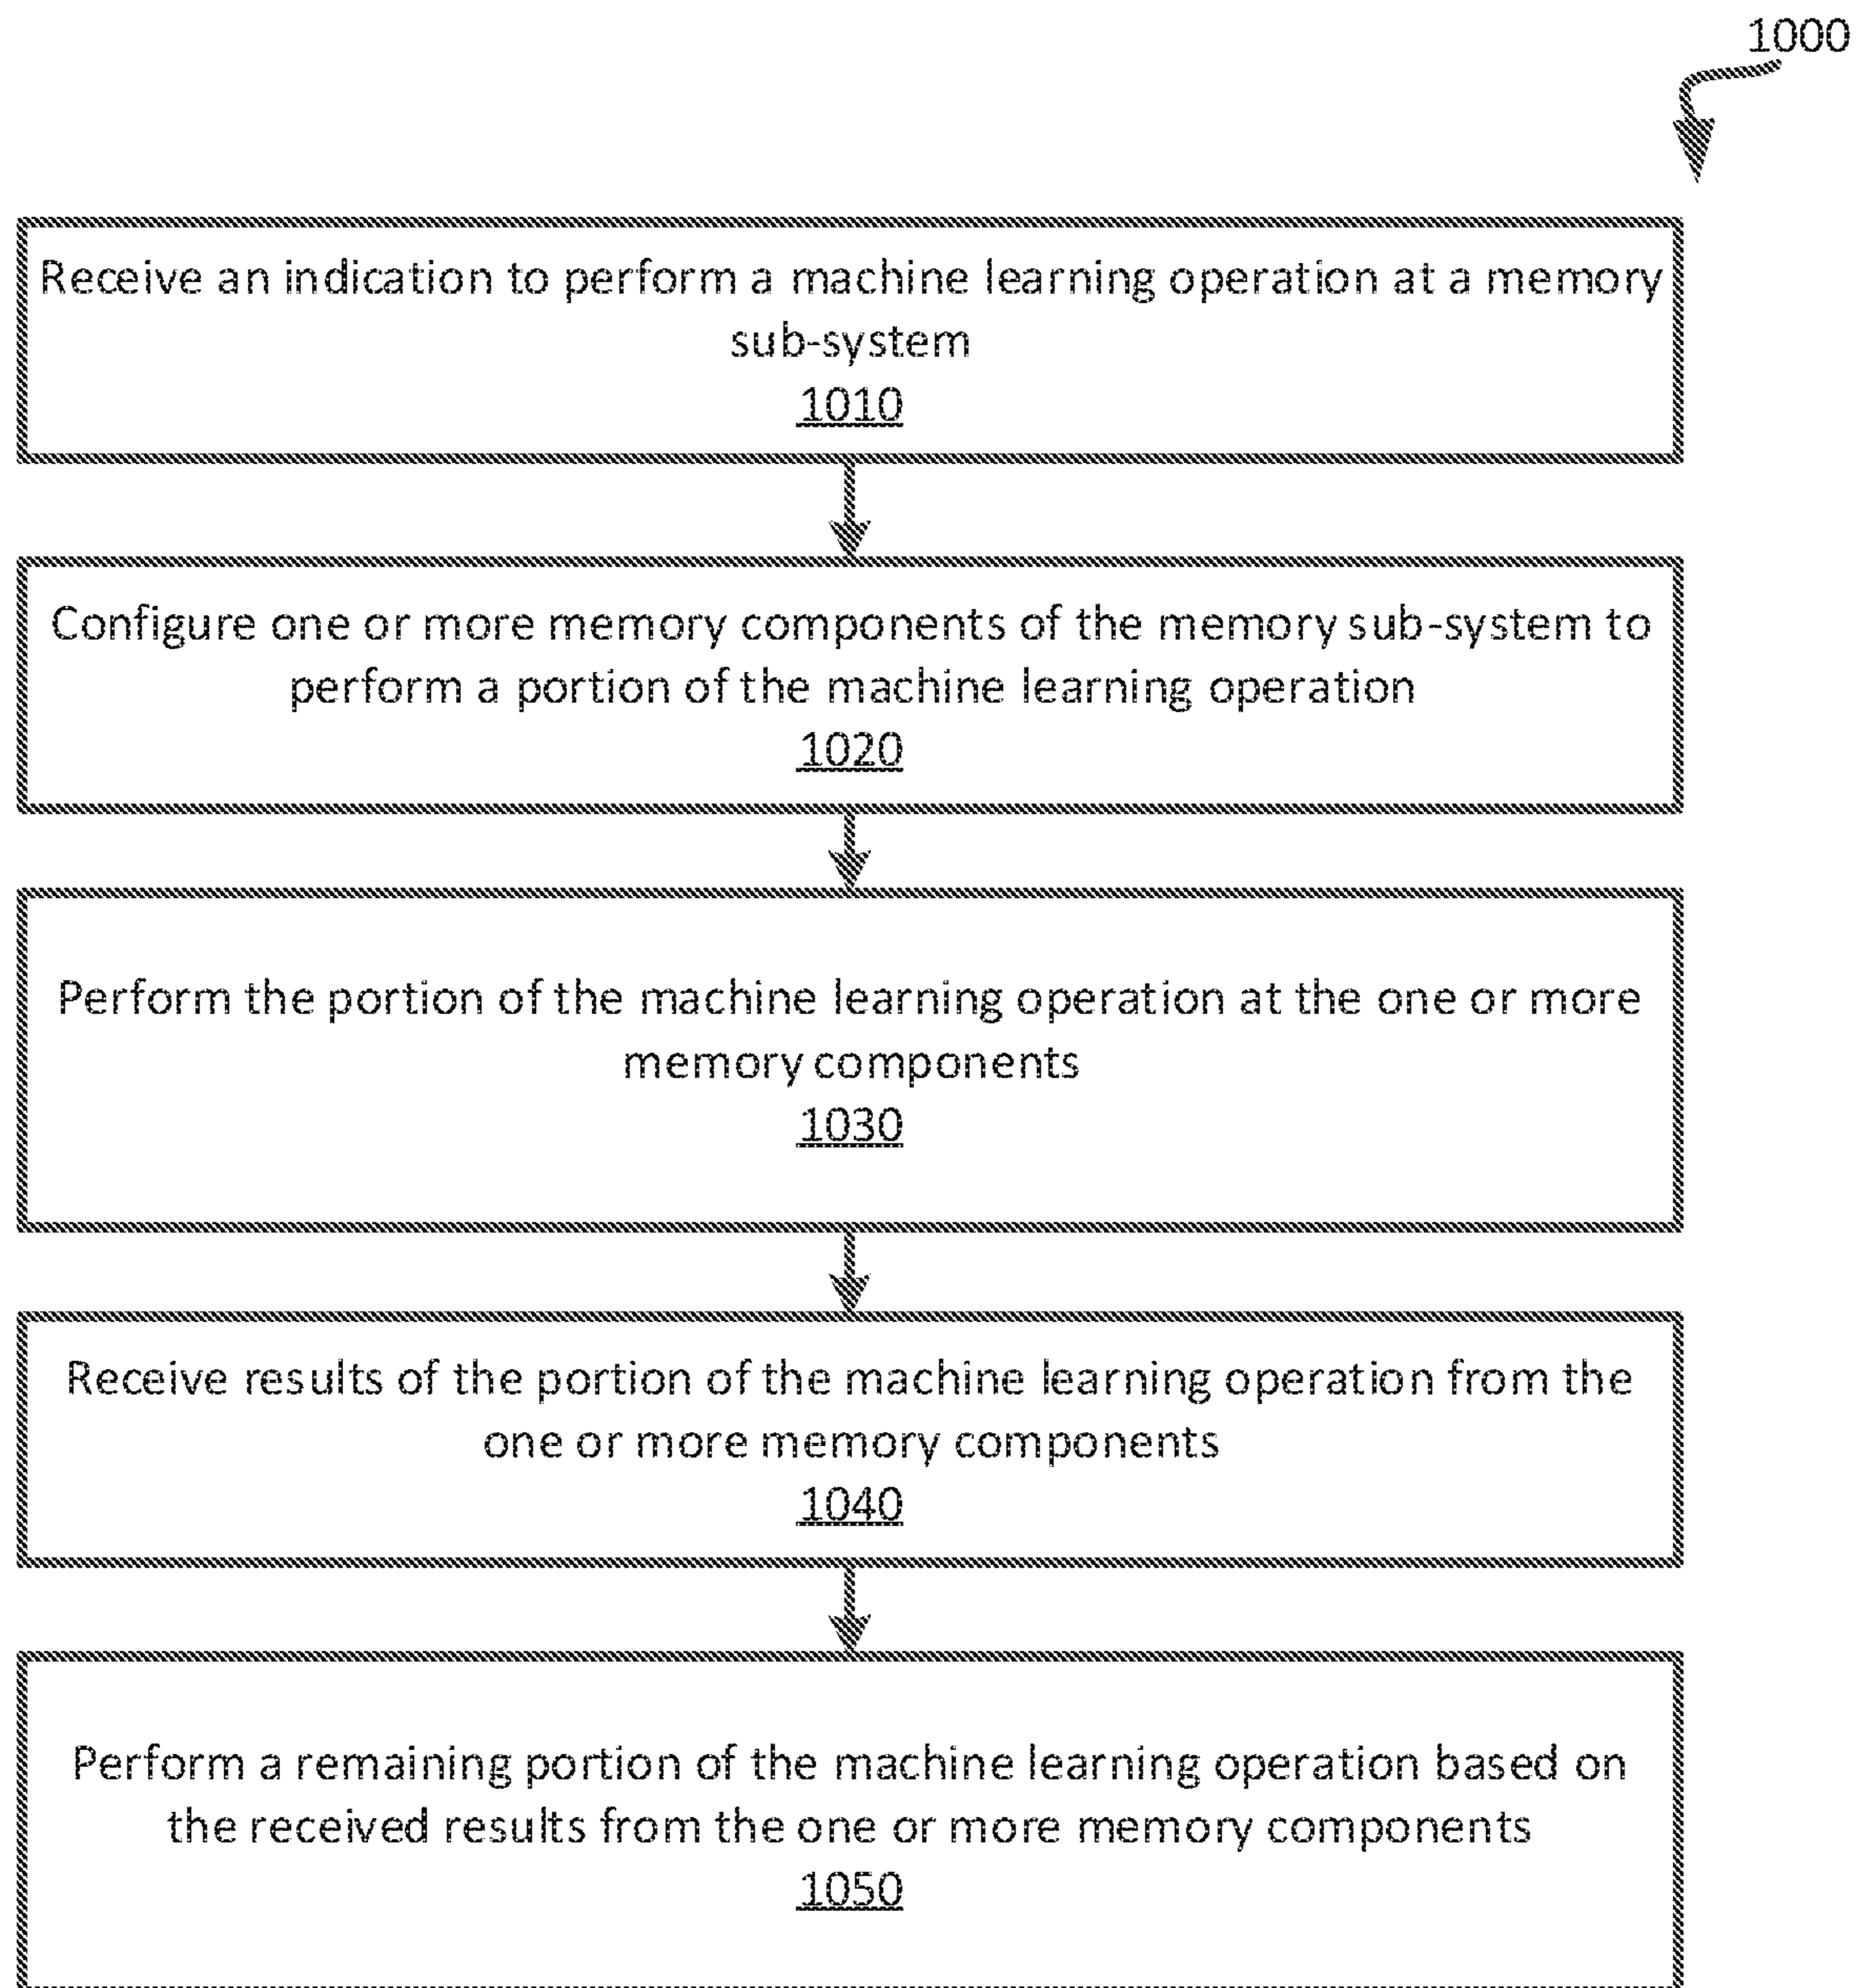 1000
Receive an indication to perform a machine learning operation at a memory
sub-system
1010
Configure one or more memory components of the memory sub-system to
perform a portion of the machine learning operation
1020
Perform the portion of the machine learning operation at the one or more
memory components
1030
Receive results of the portion of the machine learning operation from the
one or more memory components
1040
Perform a remaining portion of the machine learning operation based on
the received results from the one or more memory components
1050